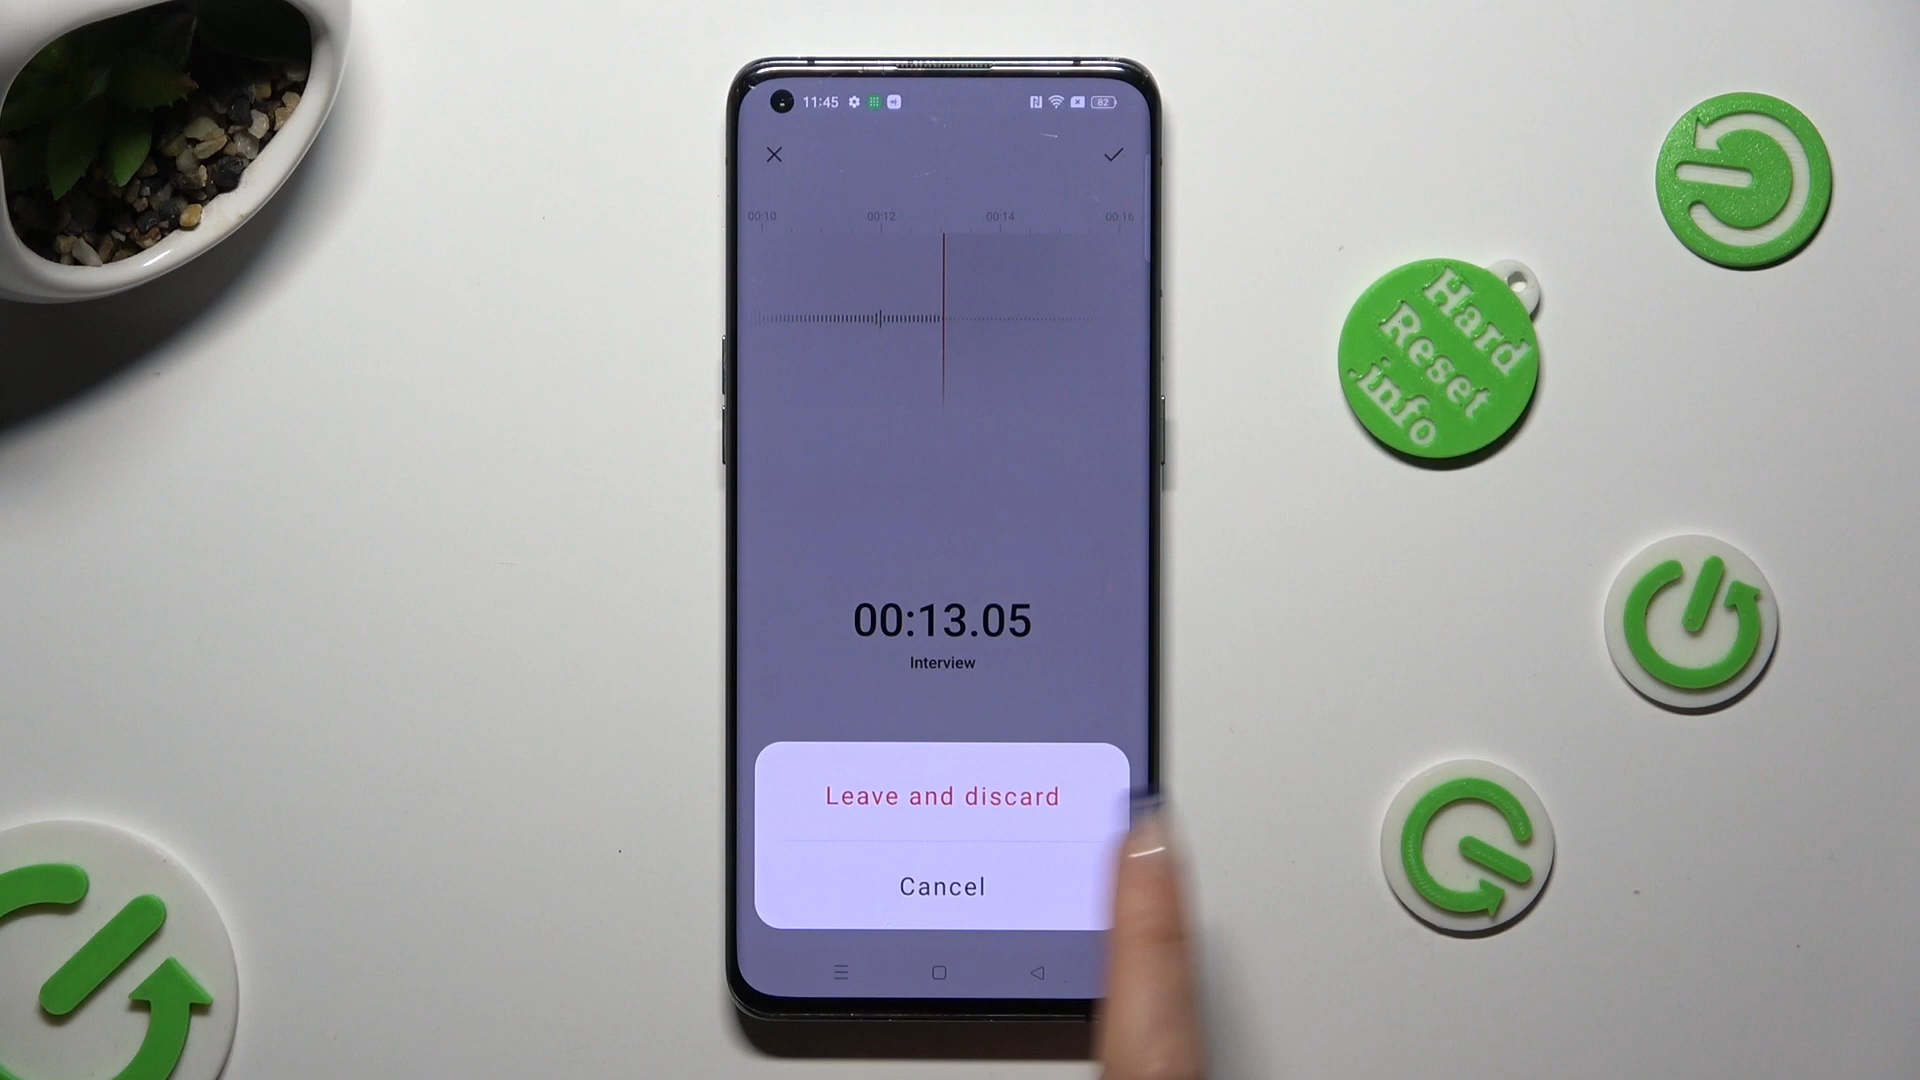 11:45
82
00:10 00:12 00:14 00:16
00:13.05
Interview
Leave and discard
Cancel
Hard
Reset
.info